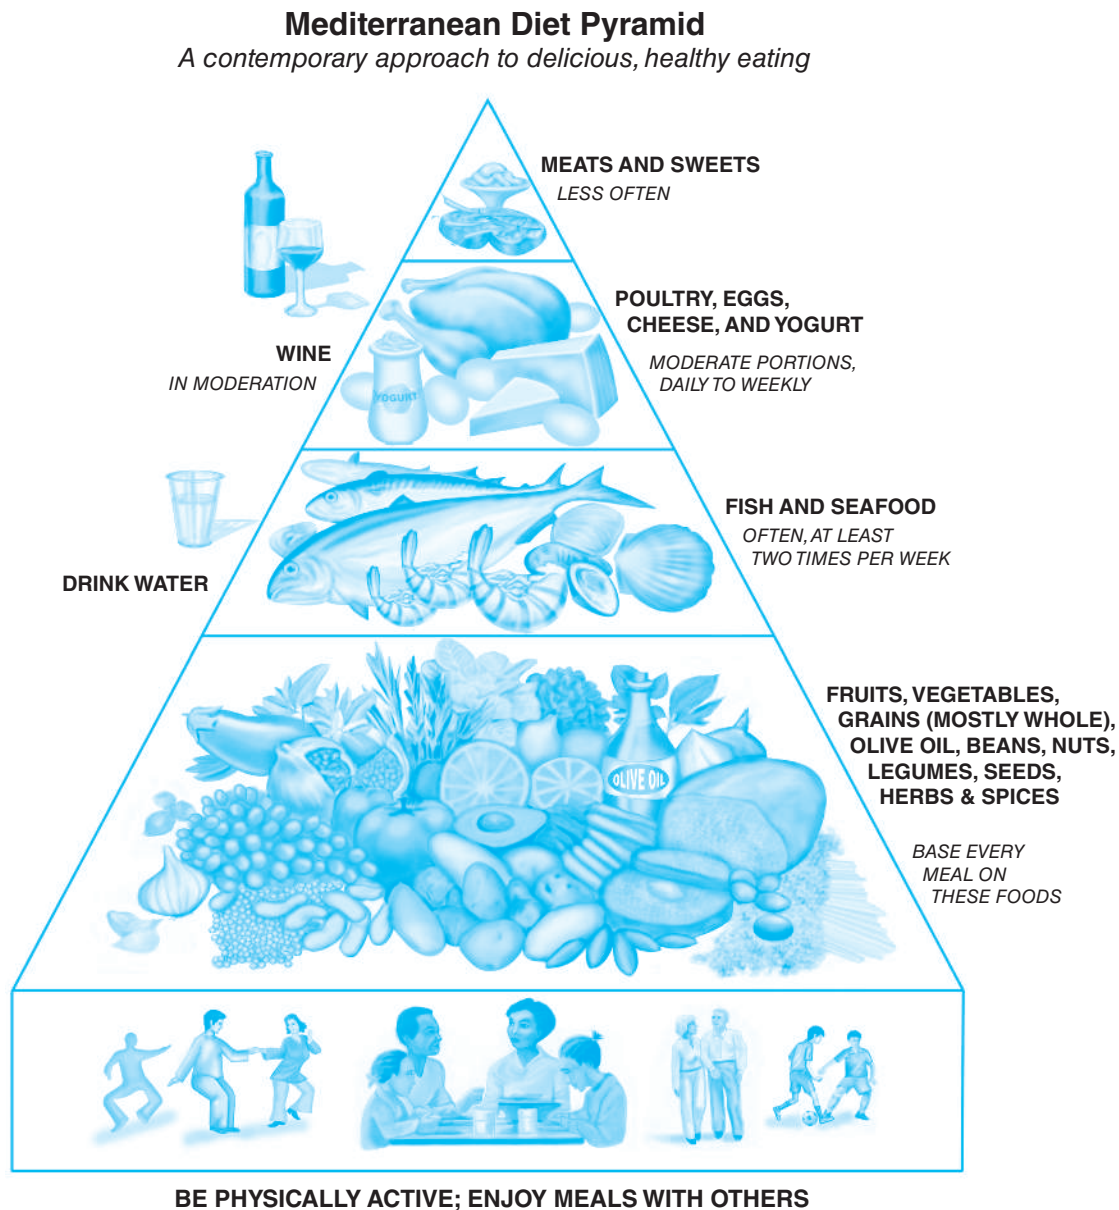 Mediterranean Diet Pyramid
A contemporary approach to delicious, healthy eating
MEATS AND SWEETS
LESS OFTEN
POULTRY, EGGS,
CHEESE, AND YOGURT
MODERATE PORTIONS,
DAILY TO WEEKLY
WINE
IN MODERATION
YOGURT
FISH AND SEAFOOD
OFTEN, AT LEAST
TWO TIMES PER WEEK
DRINK WATER
FRUITS, VEGETABLES,
GRAINS (MOSTLY WHOLE),
OLIVE OIL, BEANS, NUTS,
LEGUMES, SEEDS,
HERBS & SPICES
OLIVE OIL
BASE EVERY
MEAL ON
THESE FOODS
BE PHYSICALLY ACTIVE; ENJOY MEALS WITH OTHERS